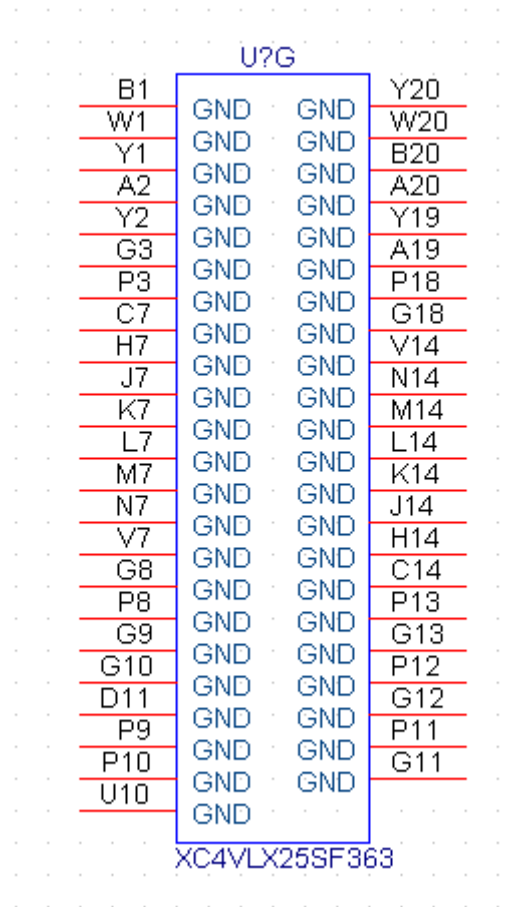 U?G
B1 GND GND Y20
W1 GND GND W20
Y1 GND GND B20
A2 GND GND A20
Y2 GND GND Y19
G3 GND GND A19
P3 GND GND P18
C7 GND GND G18
H7 GND GND V14
J7 GND GND N14
K7 GND GND M14
L7 GND GND L14
M7 GND GND K14
N7 GND GND J14
V7 GND GND H14
G8 GND GND C14
P8 GND GND P13
G9 GND GND G13
G10 GND GND P12
D11 GND GND G12
P9 GND GND P11
P10 GND GND G11
U10 GND
XC4VLX25SF363